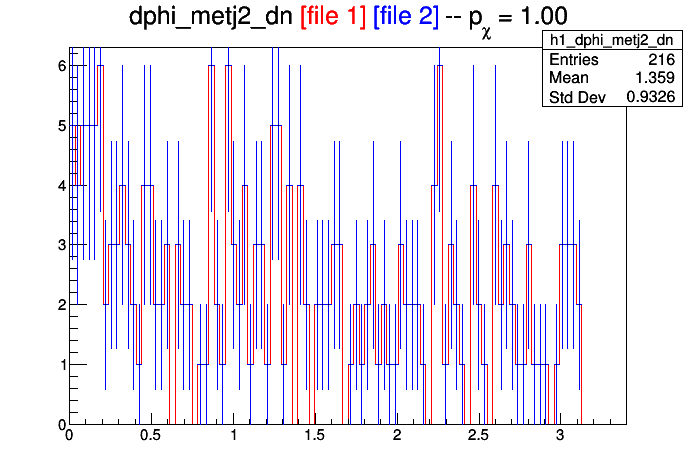 dphi_metj2_dn [file 1] [file 2] -- pχ = 1.00
h1_dphi_metj2_dn
Entries 216
Mean 1.359
Std Dev 0.9326
6
5
4
3
2
1
0
0 0.5 1 1.5 2 2.5 3